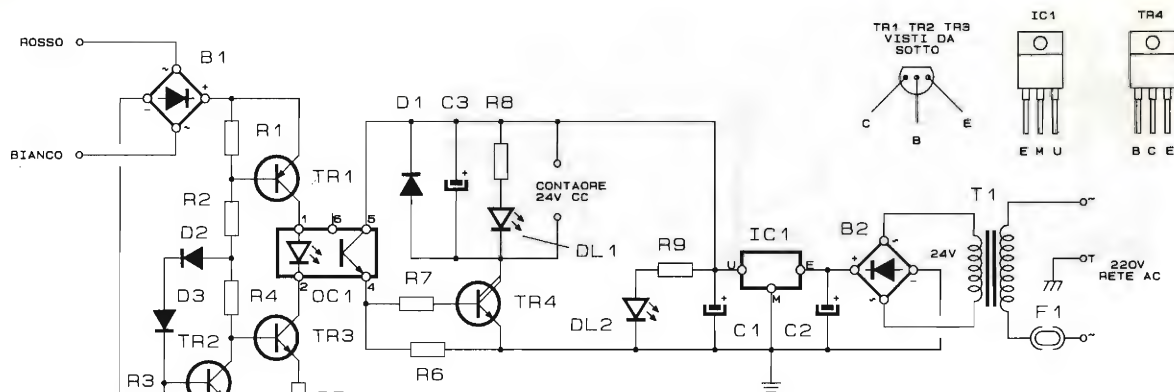 ROSSO
B1
BIANCO
R1
TR1
R2
D2
D3
R4
TR2
R3
TR3
1 6 5
2 4
OC1
D1 C3 R8
CONTAORE
24V CC
DL1
R7
TR4
R6
R9
DL2
IC1
U E
M
C1 C2
B2
+ -
~ ~
24V
T1
~
T
220V
RETE AC
F1
~
TR1 TR2 TR3
VISTI DA
SOTTO
C B E
IC1
E M U
TR4
B C E